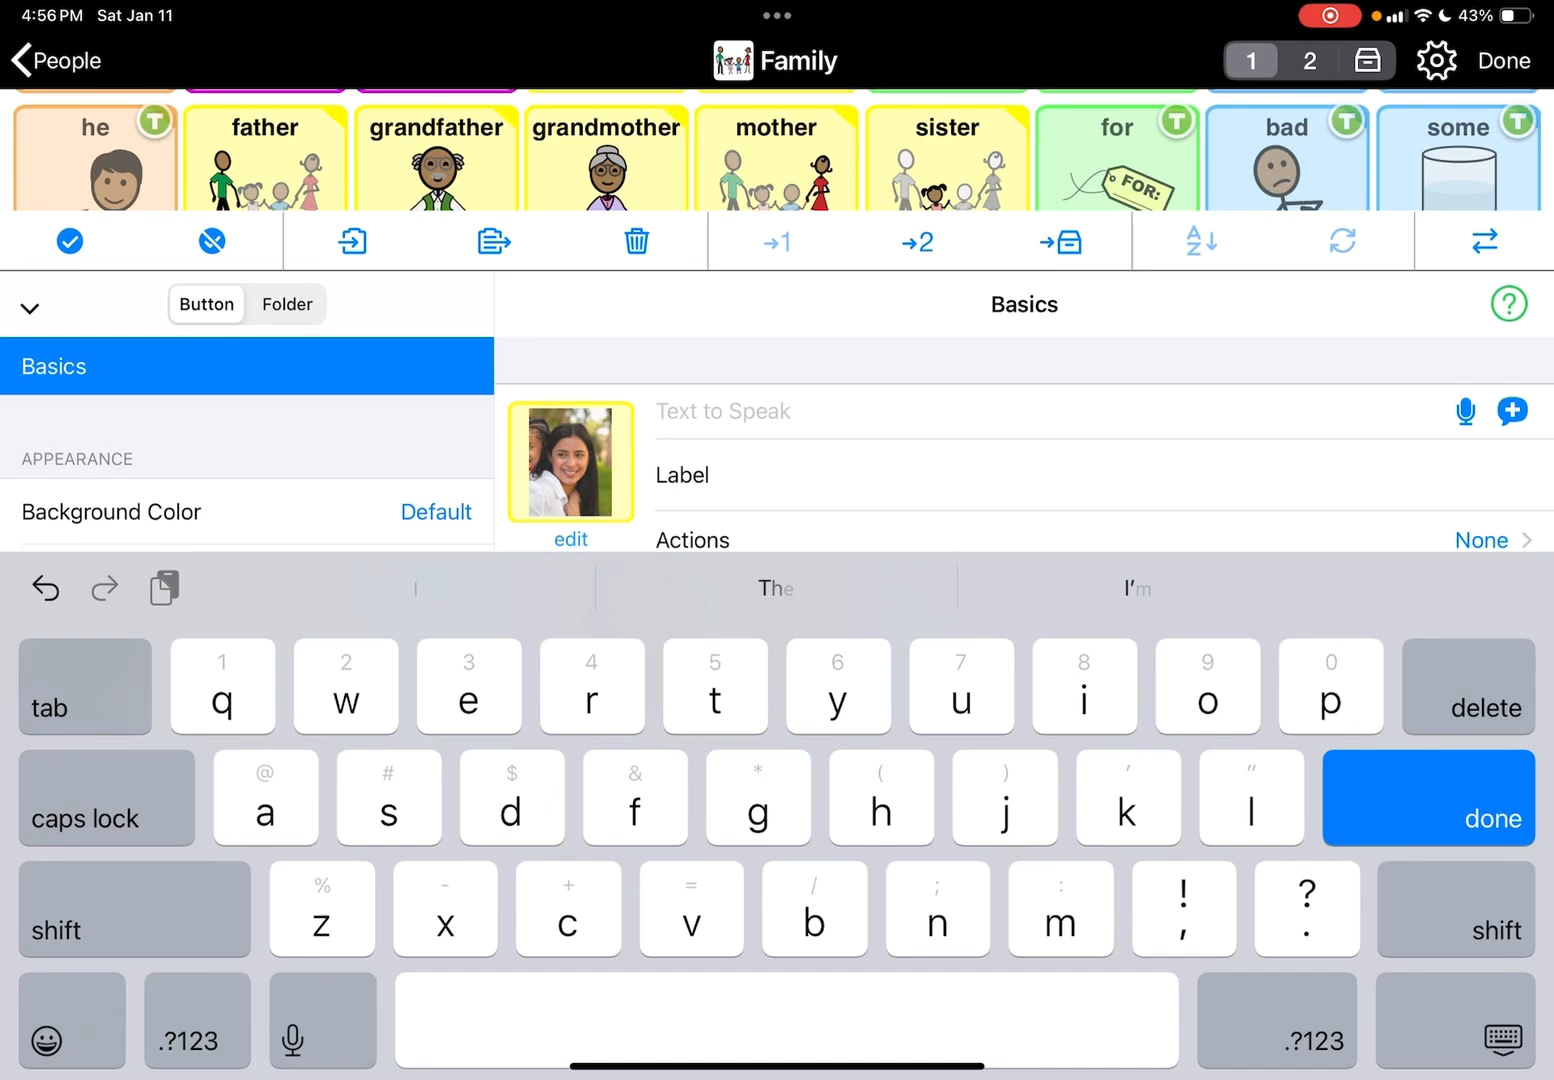 4:56 PM Sat Jan 11
43%
People
Family
1 2
Done
he father grandfather grandmother mother sister for bad some
T T T T
FOR:
→1 →2
A
Z
Button Folder
Basics
?
Basics
Text to Speak
APPEARANCE
Label
Background Color Default
edit
Actions None
I The I'm
tab 1 q 2 w 3 e 4 r 5 t 6 y 7 u 8 i 9 o 0 p delete
caps lock @ a # s $ d & f * g ( h ) j ' k " l done
shift % z - x + c = v / b ; n : m ! , ? . shift
.?123 .?123